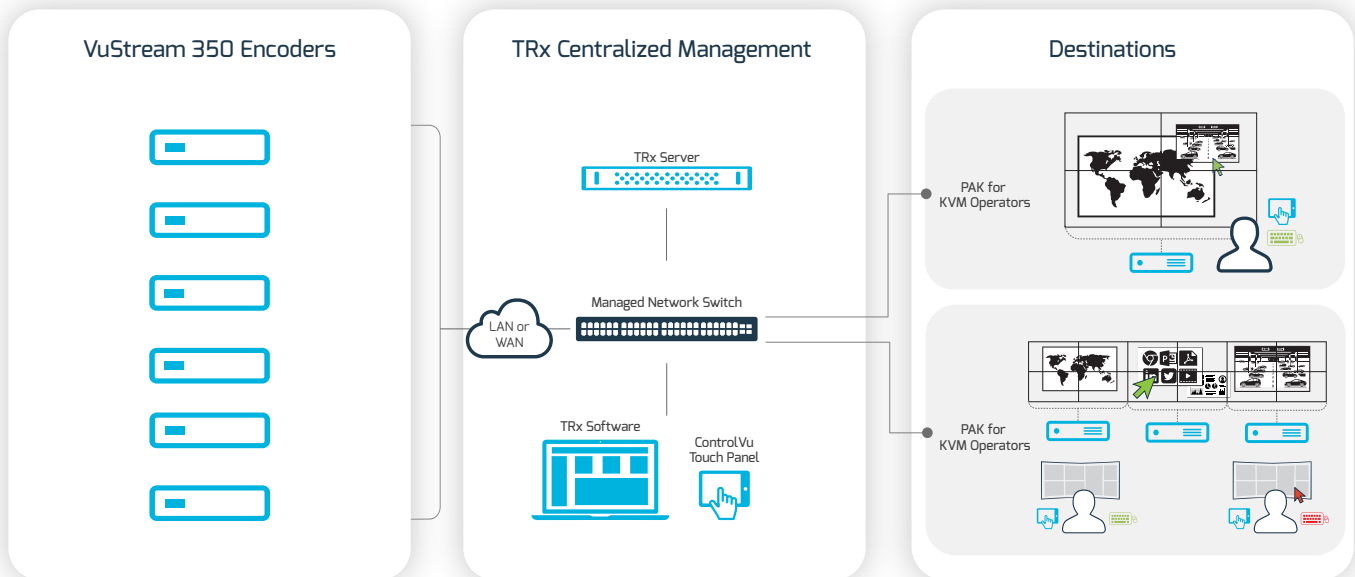 VuStream 350 Encoders
TRx Centralized Management
TRx Server
LAN or
WAN
Managed Network Switch
TRx Software
ControlVu
Touch Panel
Destinations
PAK for
KVM Operators
PAK for
KVM Operators